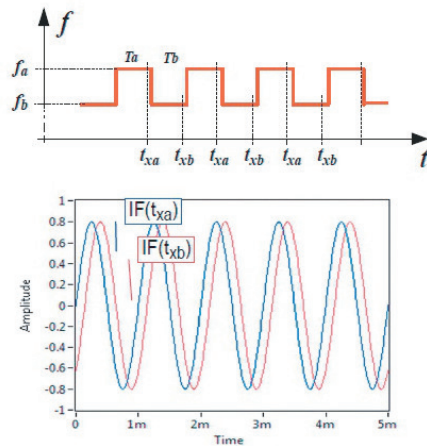 f
Ta Tb
fa
fb
txa txb txa txb txa txb t
1
0.8
IF(txa)
0.6
IF(txb)
0.4
0.2
0
-0.2
-0.4
-0.6
-0.8
-1
Amplitude
0 1m 2m 3m 4m 5m
Time